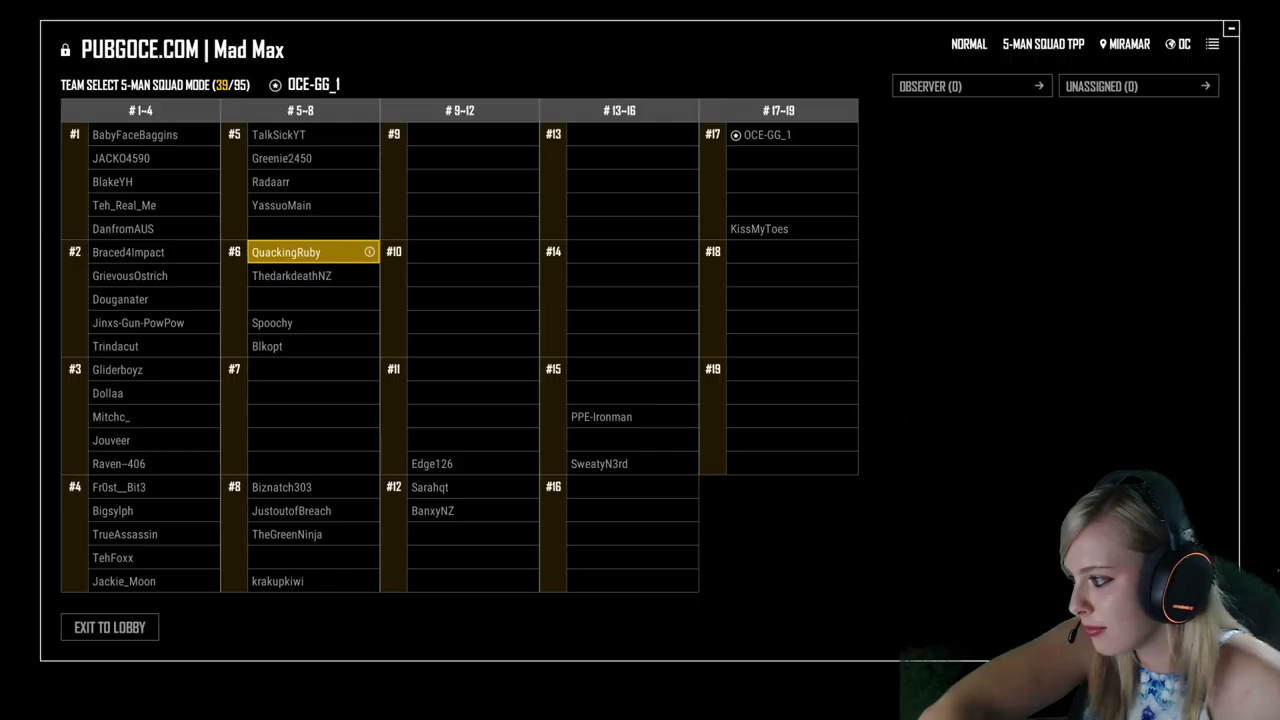 PUBGOCE.COM | Mad Max
NORMAL 5-MAN SQUAD TPP MIRAMAR OC
TEAM SELECT 5-MAN SQUAD MODE (39/95) OCE-GG_1
OBSERVER (0) UNASSIGNED (0)
# 1~4
#1 BabyFaceBaggins
JACKO4590
BlakeYH
Teh_Real_Me
DanfromAUS
#2 Braced4Impact
GrievousOstrich
Douganater
Jinxs-Gun-PowPow
Trindacut
#3 Gliderboyz
Dollaa
Mitchc_
Jouveer
Raven--406
#4 Fr0st__Bit3
Bigsylph
TrueAssassin
TehFoxx
Jackie_Moon
# 5~8
#5 TalkSickYT
Greenie2450
Radaarr
YassuoMain
#6 QuackingRuby
ThedarkdeathNZ
Spoochy
Blkopt
#7
#8 Biznatch303
JustoutofBreach
TheGreenNinja
krakupkiwi
# 9~12
#9
#10
#11
Edge126
#12 Sarahqt
BanxyNZ
# 13~16
#13
#14
#15
PPE-Ironman
SweatyN3rd
#16
# 17~19
#17 OCE-GG_1
KissMyToes
#18
#19
EXIT TO LOBBY